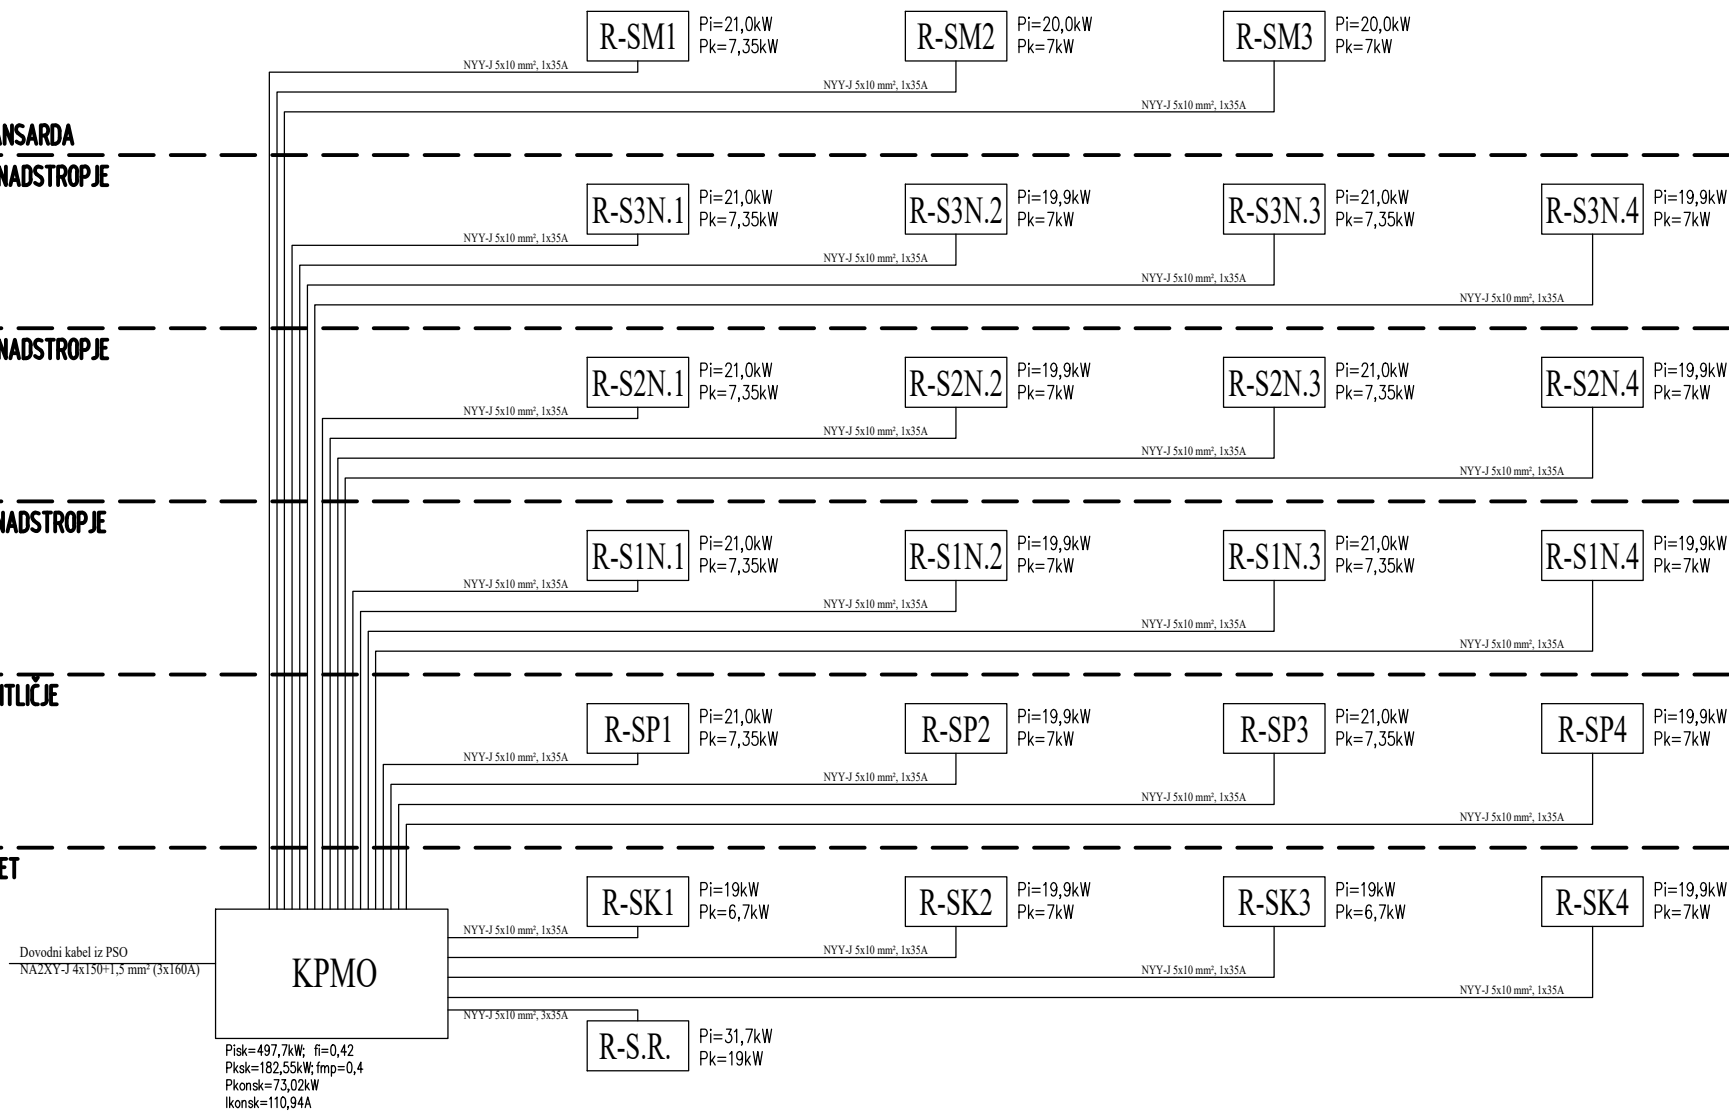 R-SM1
Pi=21,0kW
Pk=7,35kW
R-SM2
Pi=20,0kW
Pk=7kW
R-SM3
Pi=20,0kW
Pk=7kW
NYY-J 5x10 mm², 1x35A
NYY-J 5x10 mm², 1x35A
NYY-J 5x10 mm², 1x35A
ANSARDA
NADSTROPJE
R-S3N.1
Pi=21,0kW
Pk=7,35kW
R-S3N.2
Pi=19,9kW
Pk=7kW
R-S3N.3
Pi=21,0kW
Pk=7,35kW
R-S3N.4
Pi=19,9kW
Pk=7kW
NYY-J 5x10 mm², 1x35A
NYY-J 5x10 mm², 1x35A
NYY-J 5x10 mm², 1x35A
NYY-J 5x10 mm², 1x35A
NADSTROPJE
R-S2N.1
Pi=21,0kW
Pk=7,35kW
R-S2N.2
Pi=19,9kW
Pk=7kW
R-S2N.3
Pi=21,0kW
Pk=7,35kW
R-S2N.4
Pi=19,9kW
Pk=7kW
NYY-J 5x10 mm², 1x35A
NYY-J 5x10 mm², 1x35A
NYY-J 5x10 mm², 1x35A
NYY-J 5x10 mm², 1x35A
NADSTROPJE
R-S1N.1
Pi=21,0kW
Pk=7,35kW
R-S1N.2
Pi=19,9kW
Pk=7kW
R-S1N.3
Pi=21,0kW
Pk=7,35kW
R-S1N.4
Pi=19,9kW
Pk=7kW
NYY-J 5x10 mm², 1x35A
NYY-J 5x10 mm², 1x35A
NYY-J 5x10 mm², 1x35A
NYY-J 5x10 mm², 1x35A
ITLIČJE
R-SP1
Pi=21,0kW
Pk=7,35kW
R-SP2
Pi=19,9kW
Pk=7kW
R-SP3
Pi=21,0kW
Pk=7,35kW
R-SP4
Pi=19,9kW
Pk=7kW
NYY-J 5x10 mm², 1x35A
NYY-J 5x10 mm², 1x35A
NYY-J 5x10 mm², 1x35A
NYY-J 5x10 mm², 1x35A
ET
R-SK1
Pi=19kW
Pk=6,7kW
R-SK2
Pi=19,9kW
Pk=7kW
R-SK3
Pi=19kW
Pk=6,7kW
R-SK4
Pi=19,9kW
Pk=7kW
NYY-J 5x10 mm², 1x35A
NYY-J 5x10 mm², 1x35A
NYY-J 5x10 mm², 1x35A
NYY-J 5x10 mm², 1x35A
Dovodni kabel iz PSO
NA2XY-J 4x150+1,5 mm² (3x160A)
KPMO
NYY-J 5x10 mm², 3x35A
R-S.R.
Pi=31,7kW
Pk=19kW
Pisk=497,7kW; fi=0,42
Pksk=182,55kW; fmp=0,4
Pkonsk=73,02kW
Ikonsk=110,94A